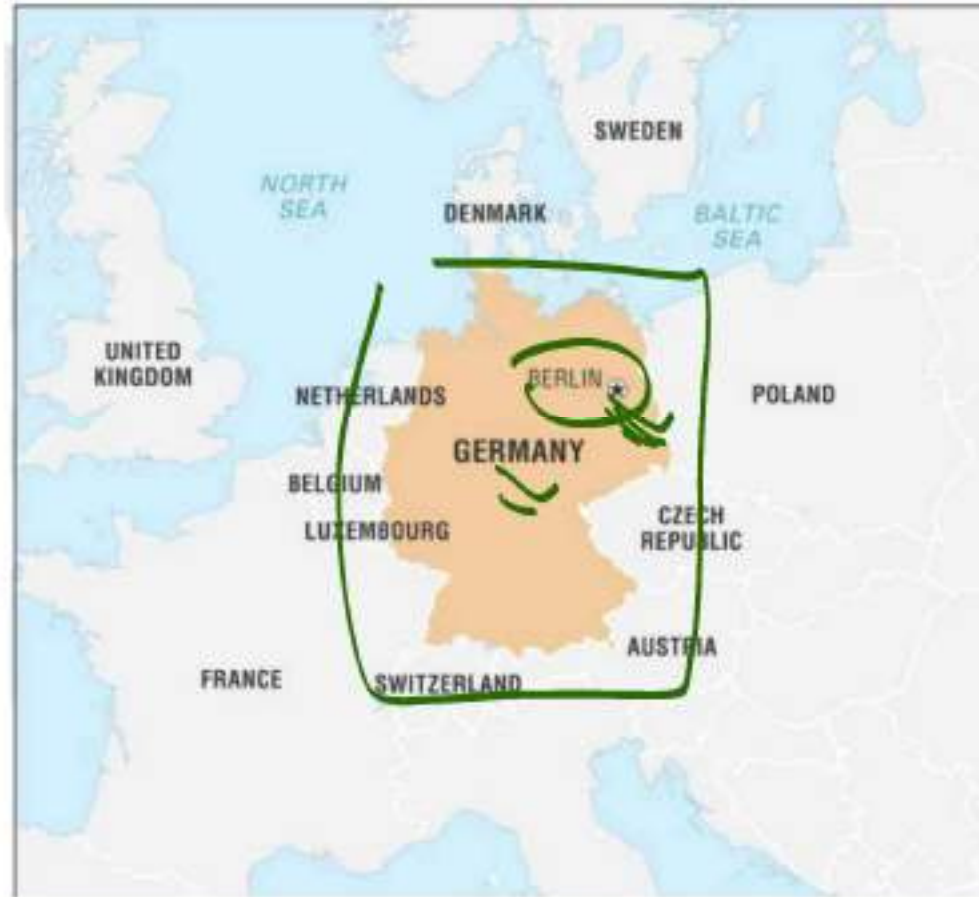 SWEDEN
NORTH
SEA
DENMARK
BALTIC
SEA
UNITED
KINGDOM
NETHERLANDS
BERLIN
POLAND
GERMANY
BELGIUM
LUXEMBOURG
CZECH
REPUBLIC
AUSTRIA
FRANCE
SWITZERLAND